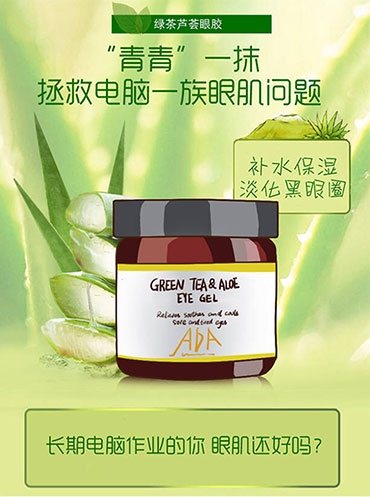 绿茶芦荟眼胶
“青青”一抹
拯救电脑一族眼肌问题
补水保湿
淡化黑眼圈
GREEN TEA & ALOE
EYE GEL
Relieves soothes and cools
sore and tired eyes
ADA
长期电脑作业的你 眼肌还好吗?